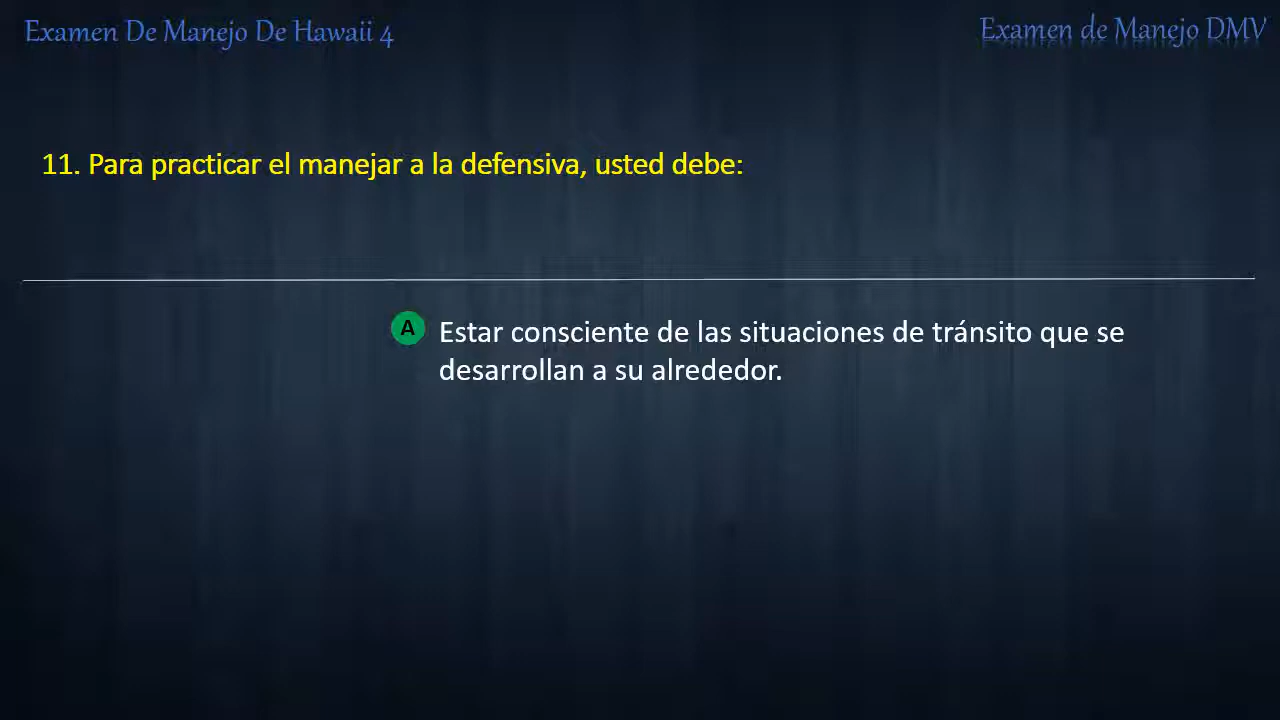 Examen De Manejo De Hawaii 4
Examen de Manejo DMV
11. Para practicar el manejar a la defensiva, usted debe:
A Estar consciente de las situaciones de tránsito que se
desarrollan a su alrededor.